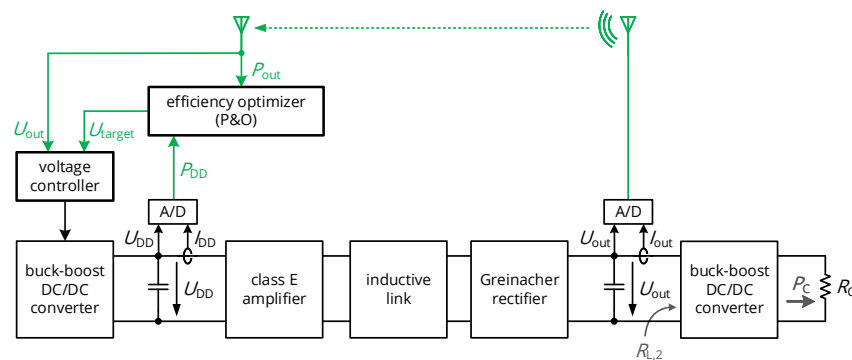 P_out
efficiency optimizer
(P&O)
U_out
U_target
voltage
controller
P_DD
A/D
A/D
U_DD
I_DD
U_out
I_out
buck-boost
DC/DC
converter
U_DD
class E
amplifier
inductive
link
Greinacher
rectifier
U_out
buck-boost
DC/DC
converter
P_C
R_L,2